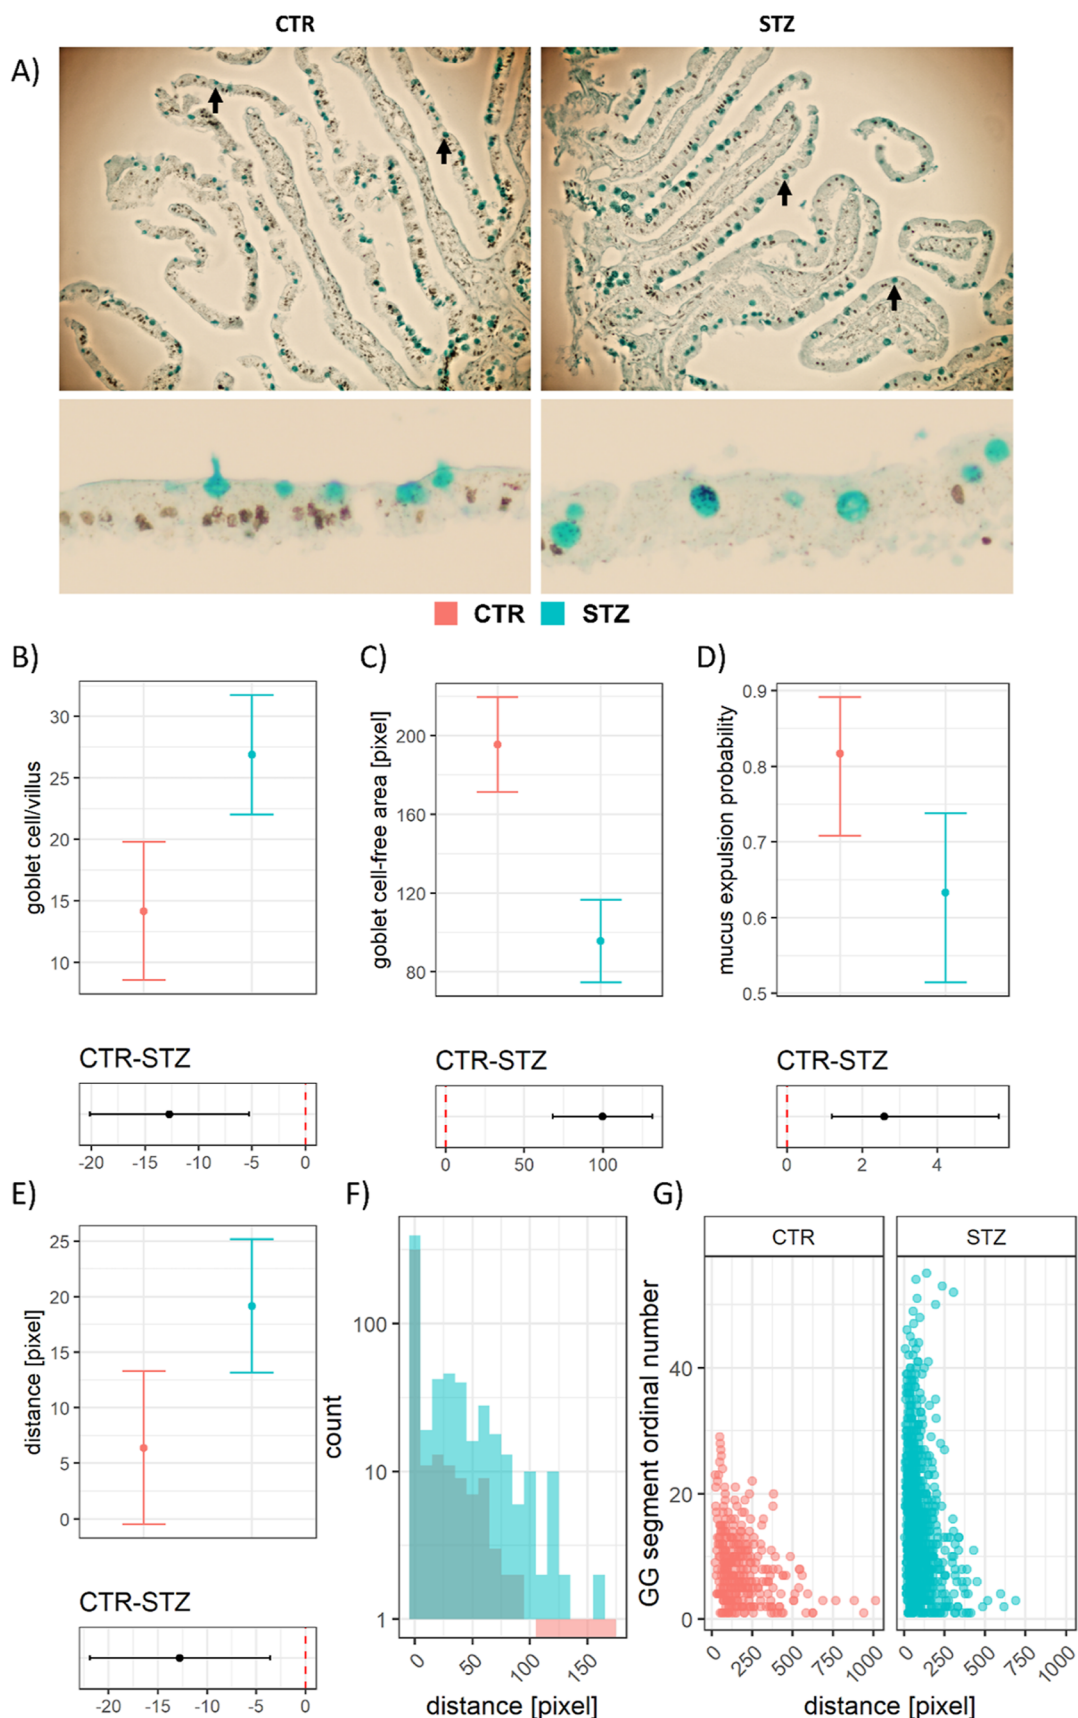 CTR STZ
A)
CTR STZ
B) C) D)
goblet cell/villus
30
25
20
15
10
goblet cell-free area [pixel]
200
160
120
80
mucus expulsion probability
0.9
0.8
0.7
0.6
0.5
CTR-STZ
-20 -15 -10 -5 0
CTR-STZ
0 50 100
CTR-STZ
0 2 4
E) F) G)
distance [pixel]
25
20
15
10
5
0
CTR-STZ
-20 -15 -10 -5 0
count
100
10
1
0 50 100 150
distance [pixel]
GG segment ordinal number
CTR STZ
40
20
0
0 250 500 750 1000 0 250 500 750 1000
distance [pixel]